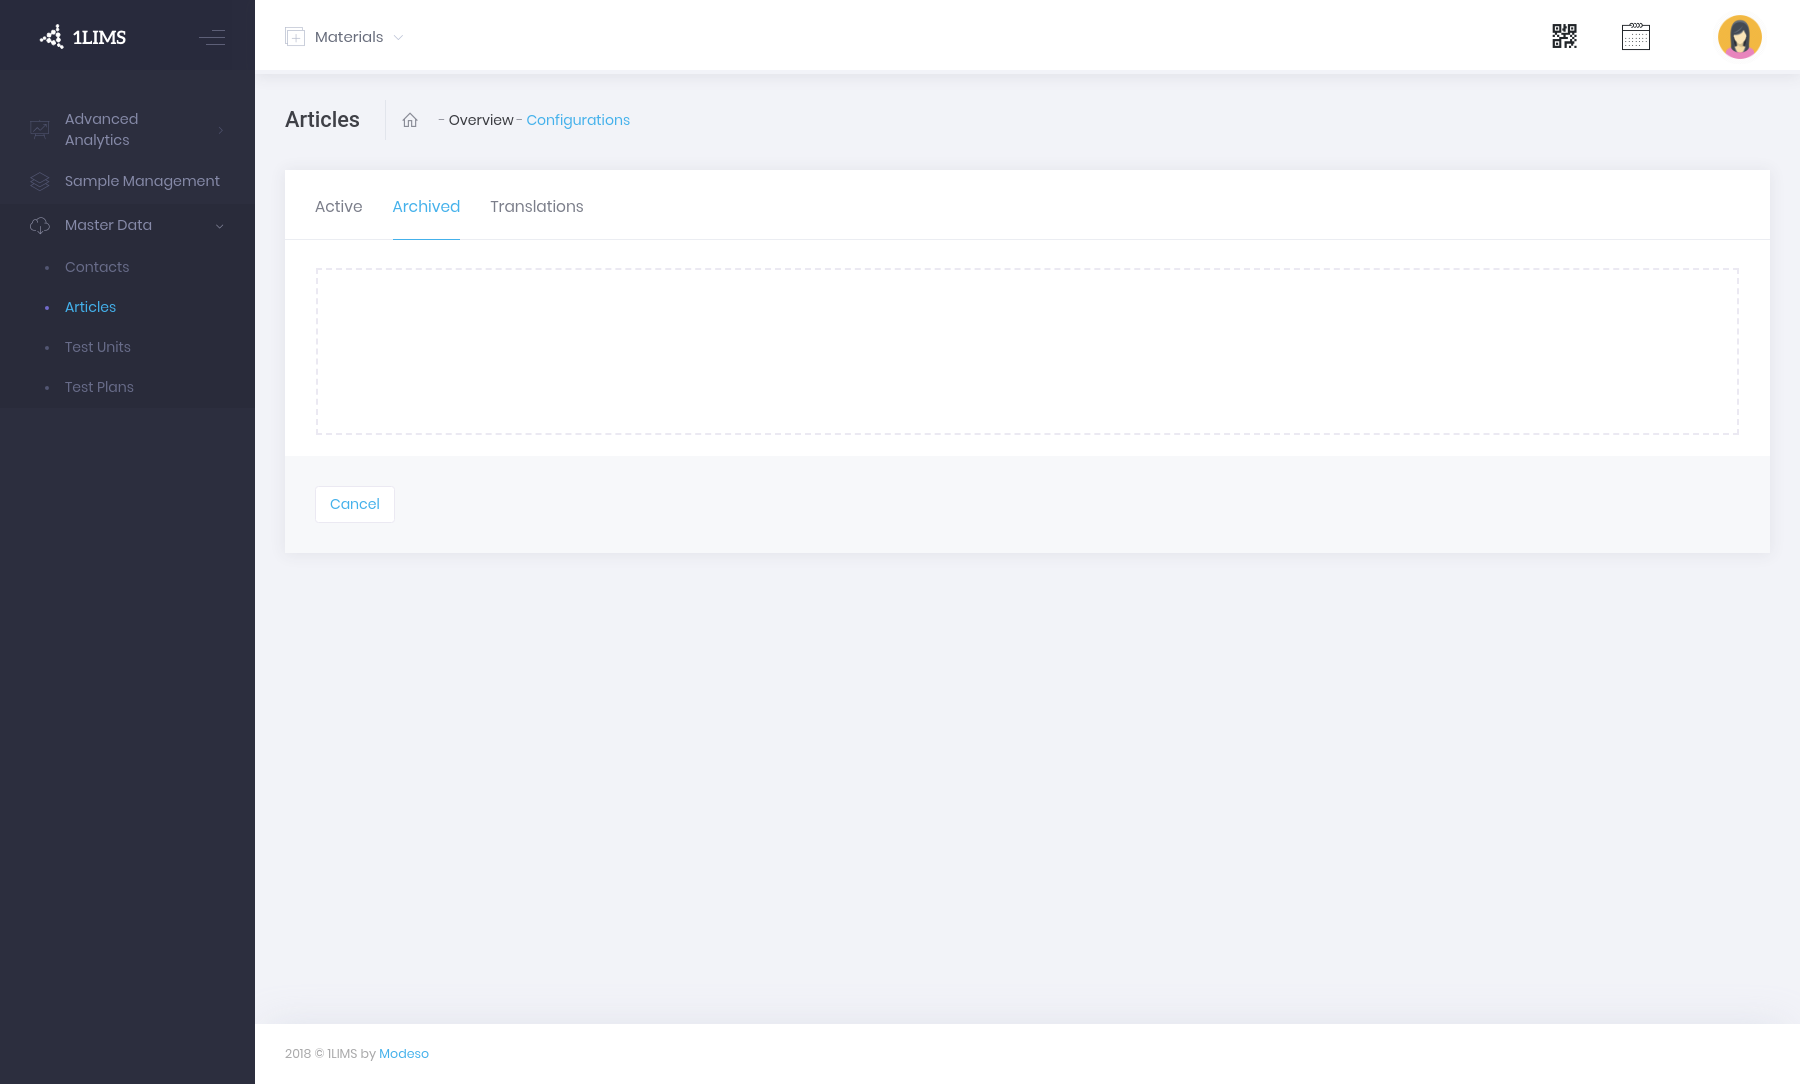 1LIMS
Materials
Advanced
Analytics
Sample Management
Master Data
Contacts
Articles
Test Units
Test Plans
Articles
- Overview - Configurations
Active
Archived
Translations
Cancel
2018 © 1LIMS by Modeso